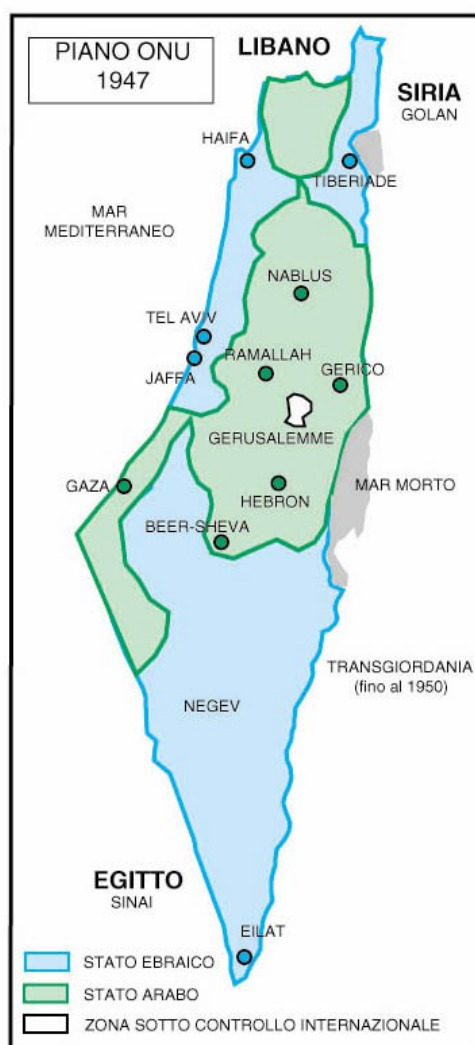 PIANO ONU
1947
LIBANO
SIRIA
GOLAN
HAIFA
TIBERIADE
MAR
MEDITERRANEO
NABLUS
TEL AVIV
JAFFA
RAMALLAH
GERICO
GERUSALEMME
GAZA
HEBRON
MAR MORTO
BEER-SHEVA
TRANSGIORDANIA
(fino al 1950)
NEGEV
EGITTO
SINAI
EILAT
STATO EBRAICO
STATO ARABO
ZONA SOTTO CONTROLLO INTERNAZIONALE